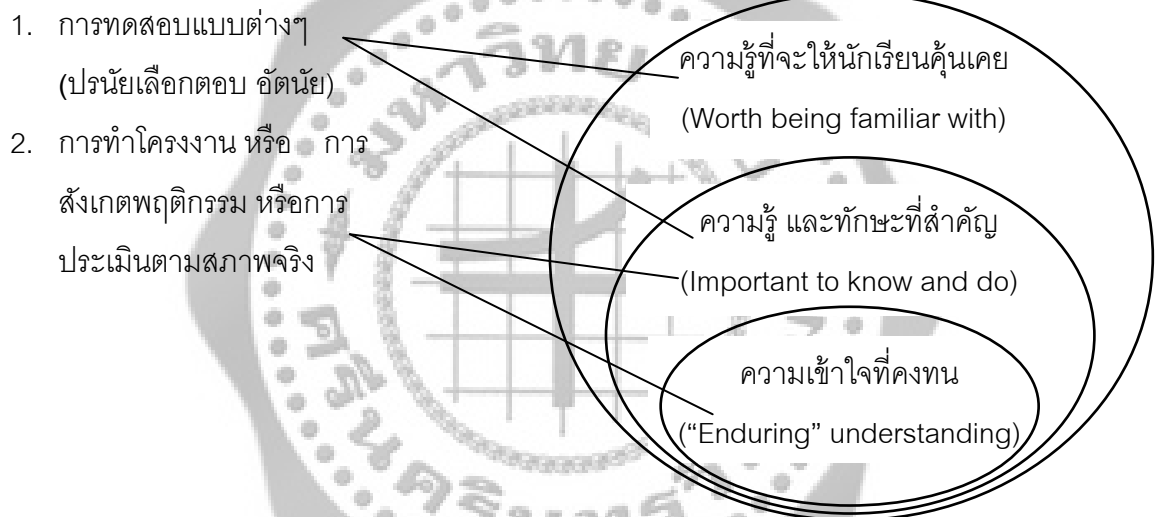 1. การทดสอบแบบต่างๆ
(ปรนัยเลือกตอบ อัตนัย)
2. การทำโครงงาน หรือ การ
สังเกตพฤติกรรม หรือการ
ประเมินตามสภาพจริง
ความรู้ที่จะให้นักเรียนคุ้นเคย
(Worth being familiar with)
ความรู้ และทักษะที่สำคัญ
(Important to know and do)
ความเข้าใจที่คงทน
(“Enduring” understanding)